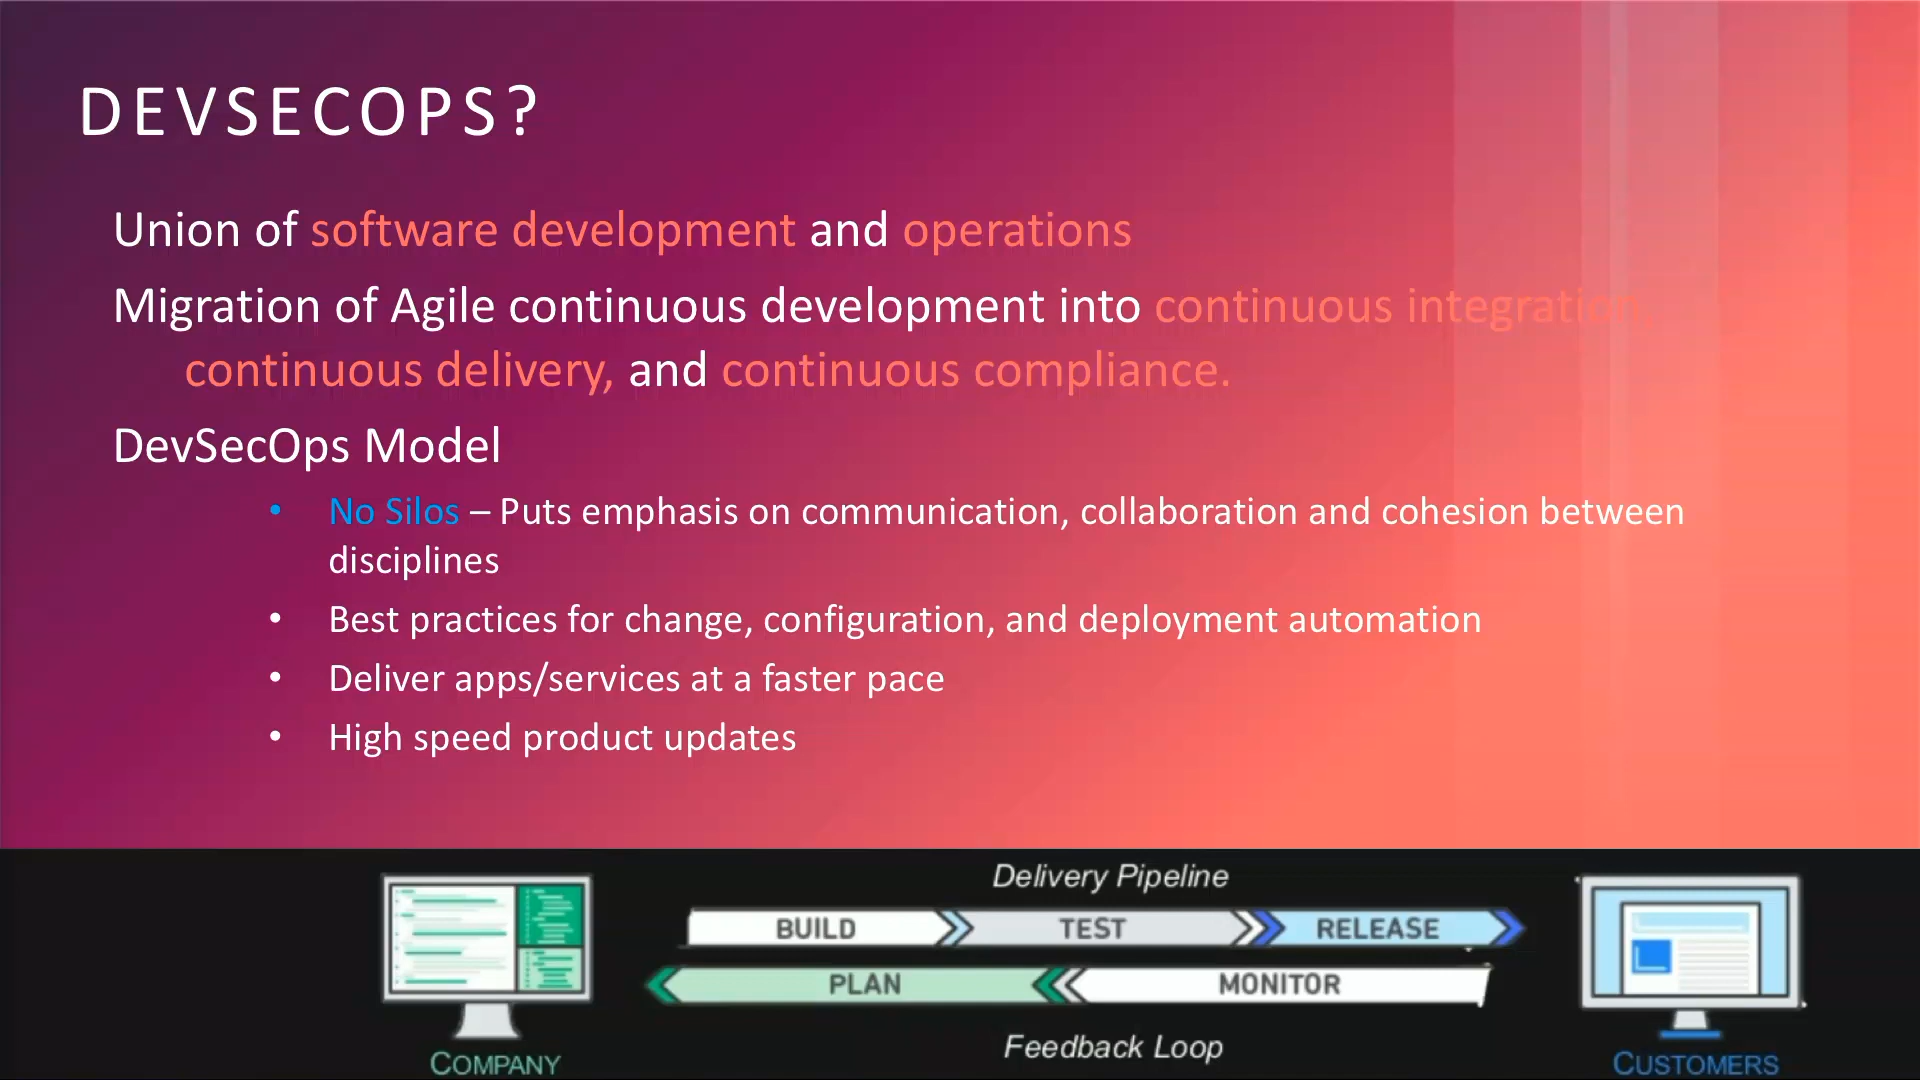 DEVSECOPS?
Union of software development and operations
Migration of Agile continuous development into continuous integration,
continuous delivery, and continuous compliance.
DevSecOps Model
• No Silos – Puts emphasis on communication, collaboration and cohesion between
disciplines
• Best practices for change, configuration, and deployment automation
• Deliver apps/services at a faster pace
• High speed product updates
Delivery Pipeline
BUILD TEST RELEASE
PLAN MONITOR
Feedback Loop
COMPANY
CUSTOMERS